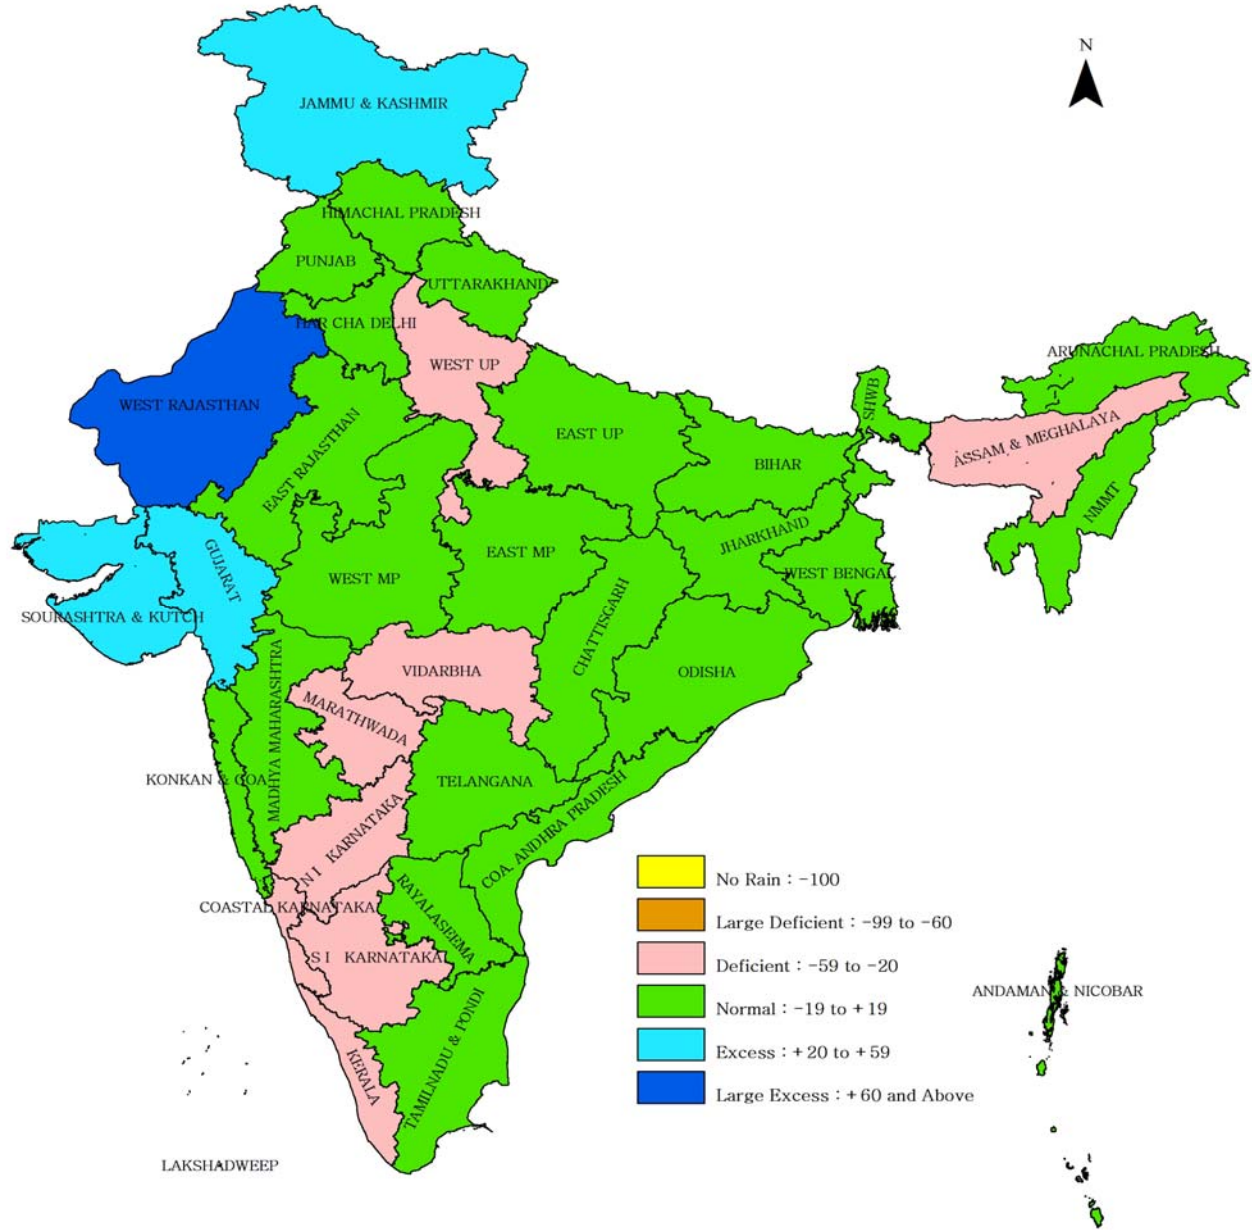 N
JAMMU & KASHMIR
HIMACHAL PRADESH
PUNJAB
UTTARAKHAND
HAR CHA DELHI
WEST UP
ARUNACHAL PRADESH
WEST RAJASTHAN
SHWB
EAST RAJASTHAN
EAST UP
ASSAM & MEGHALAYA
BIHAR
NMMT
JHARKHAND
EAST MP
GUJARAT
WEST MP
WEST BENGAL
SOURASHTRA & KUTCH
CHATTISGARH
VIDARBHA
ODISHA
MARATHWADA
MADHYA MAHARASHTRA
KONKAN & GOA
TELANGANA
COA. ANDHRA PRADESH
N I KARNATAKA
COASTAL KARNATAKA
RAYALASEEMA
S I KARNATAKA
ANDAMAN & NICOBAR
TAMILNADU & PONDI
KERALA
LAKSHADWEEP
No Rain : -100
Large Deficient : -99 to -60
Deficient : -59 to -20
Normal : -19 to +19
Excess : +20 to +59
Large Excess : +60 and Above